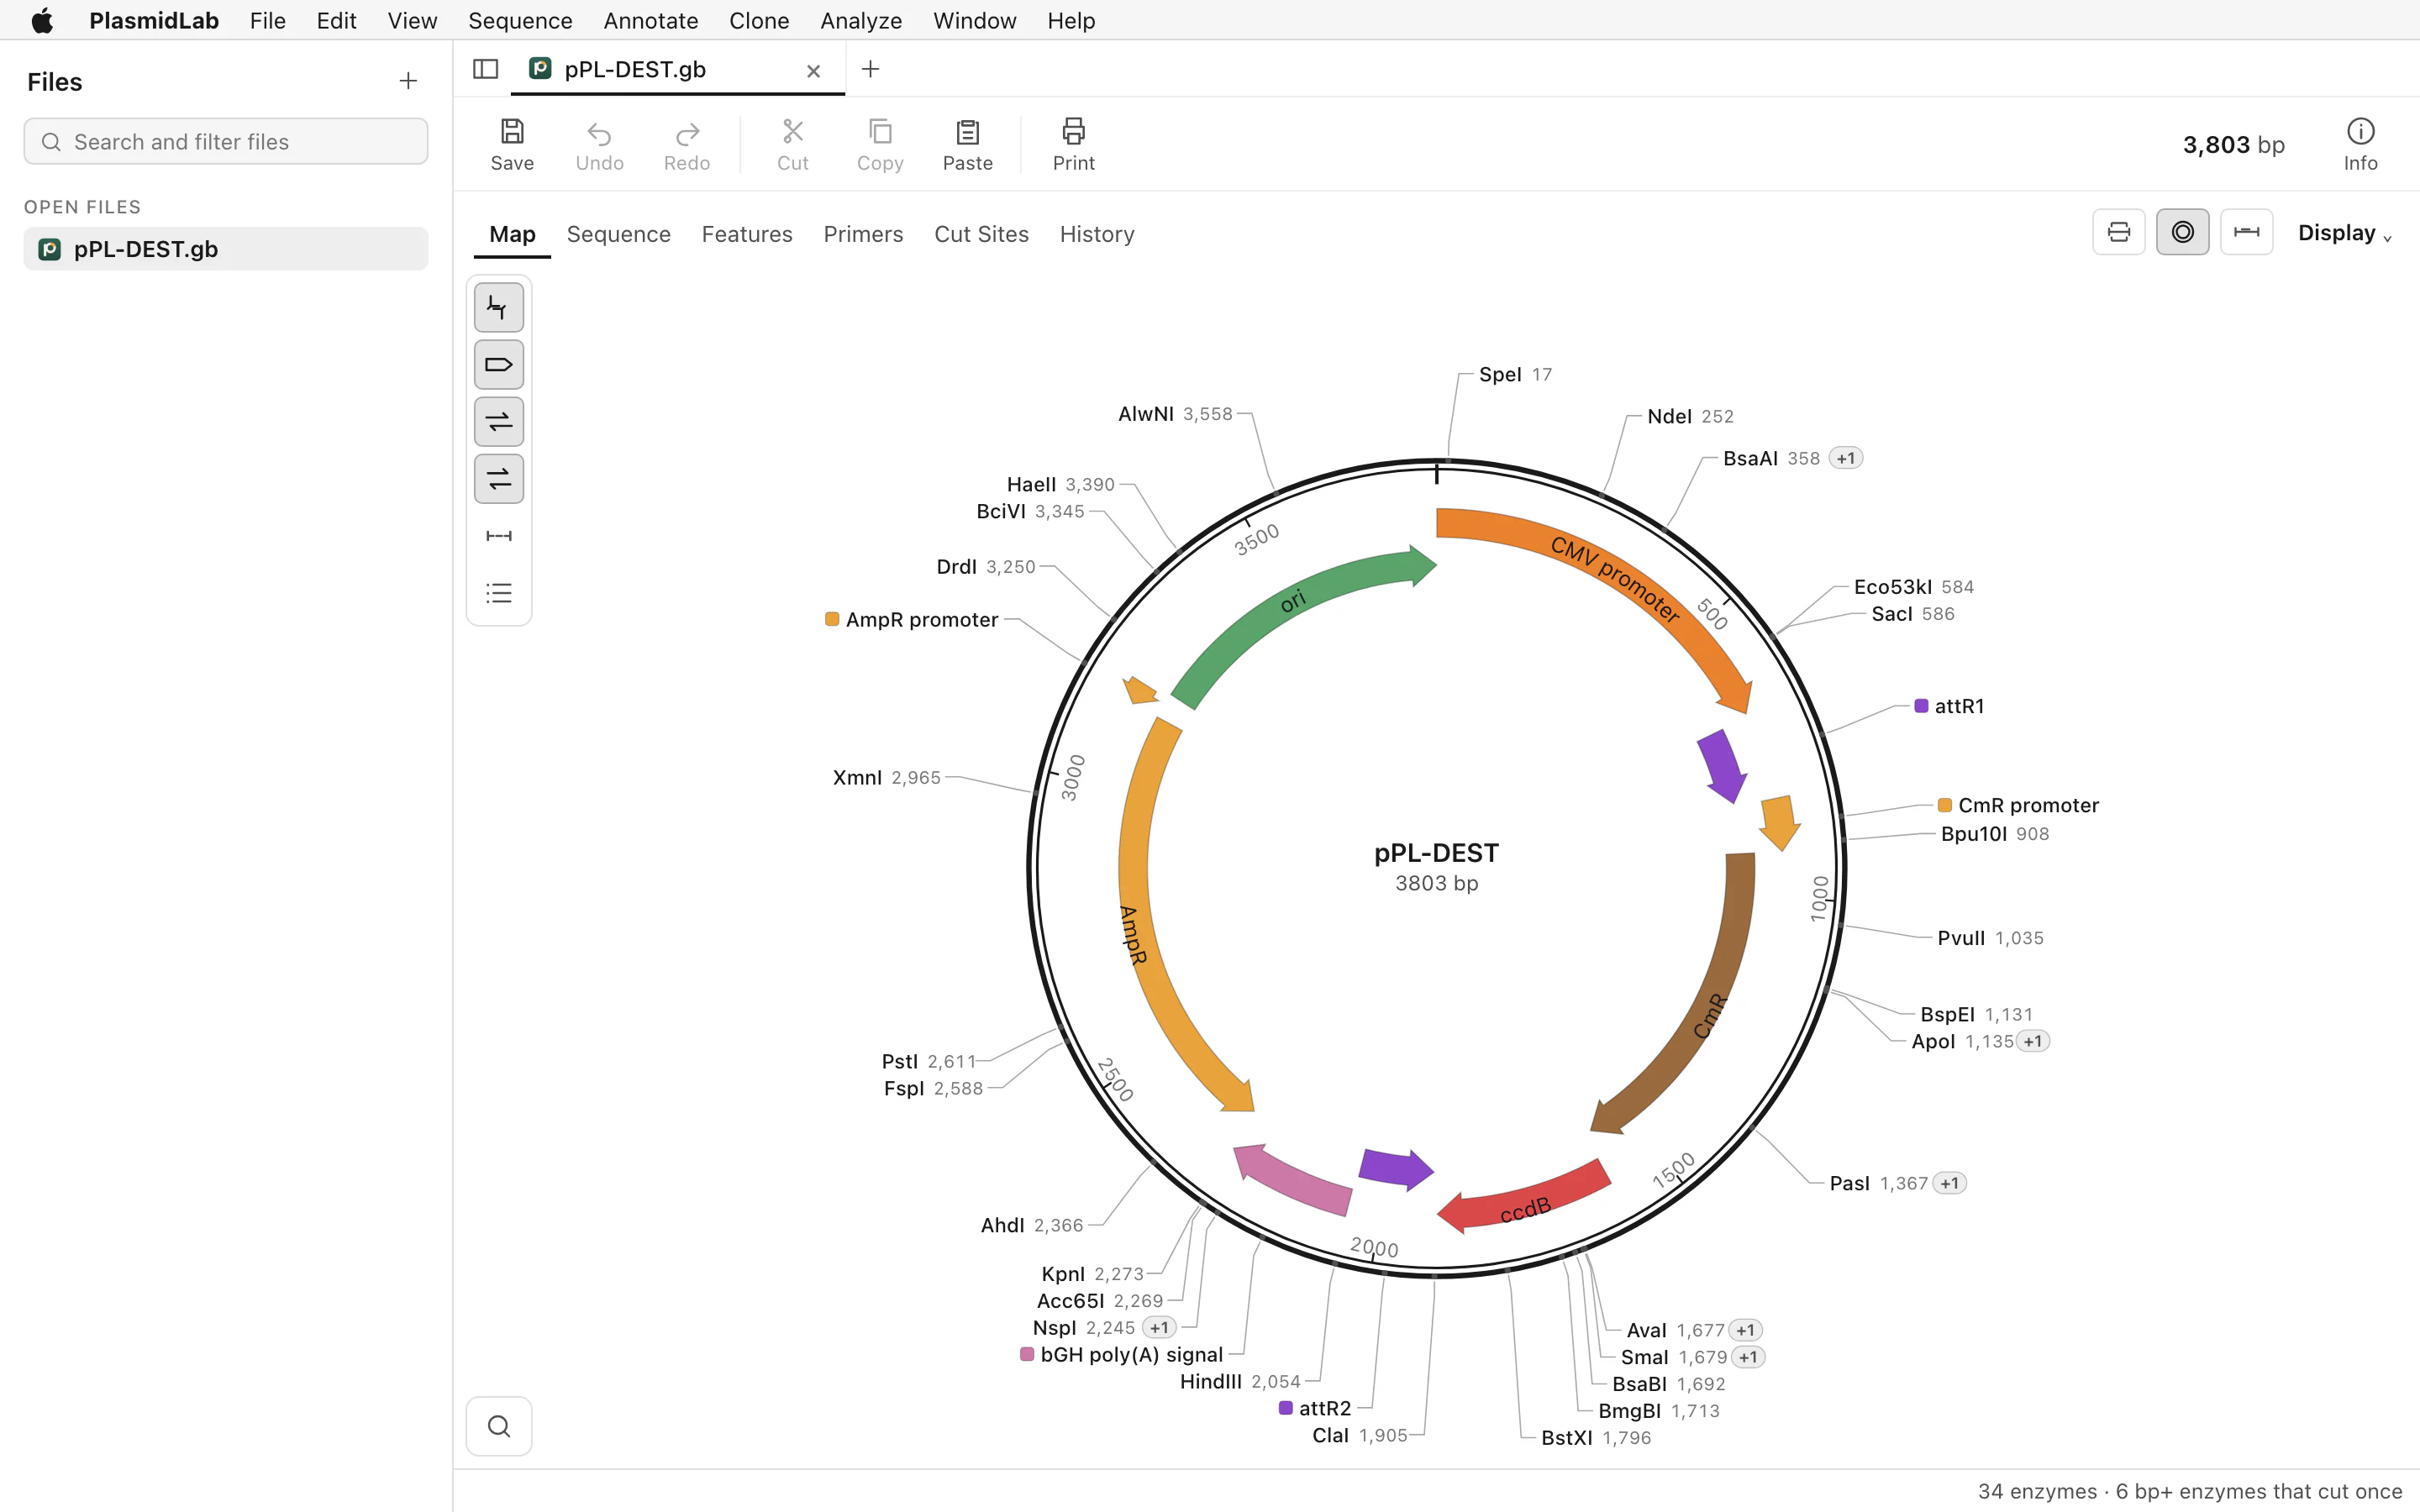 PlasmidLab File Edit View Sequence Annotate Clone Analyze Window Help
Files
pPL-DEST.gb
Search and filter files
OPEN FILES
pPL-DEST.gb
Save Undo Redo Cut Copy Paste Print
3,803 bp
Info
Map Sequence Features Primers Cut Sites History
Display
SpeI 17
NdeI 252
BsaAI 358 +1
Eco53kI 584
SacI 586
attR1
CmR promoter
Bpu10I 908
PvuII 1,035
BspEI 1,131
ApoI 1,135 +1
PasI 1,367 +1
AvaI 1,677 +1
SmaI 1,679 +1
BsaBI 1,692
BmgBI 1,713
BstXI 1,796
ClaI 1,905
attR2
HindIII 2,054
bGH poly(A) signal
NspI 2,245 +1
Acc65I 2,269
KpnI 2,273
AhdI 2,366
FspI 2,588
PstI 2,611
XmnI 2,965
AmpR promoter
DrdI 3,250
BciVI 3,345
HaeII 3,390
AlwNI 3,558
500
1000
1500
2000
2500
3000
3500
CMV promoter
CmR
ccdB
AmpR
ori
pPL-DEST
3803 bp
34 enzymes · 6 bp+ enzymes that cut once